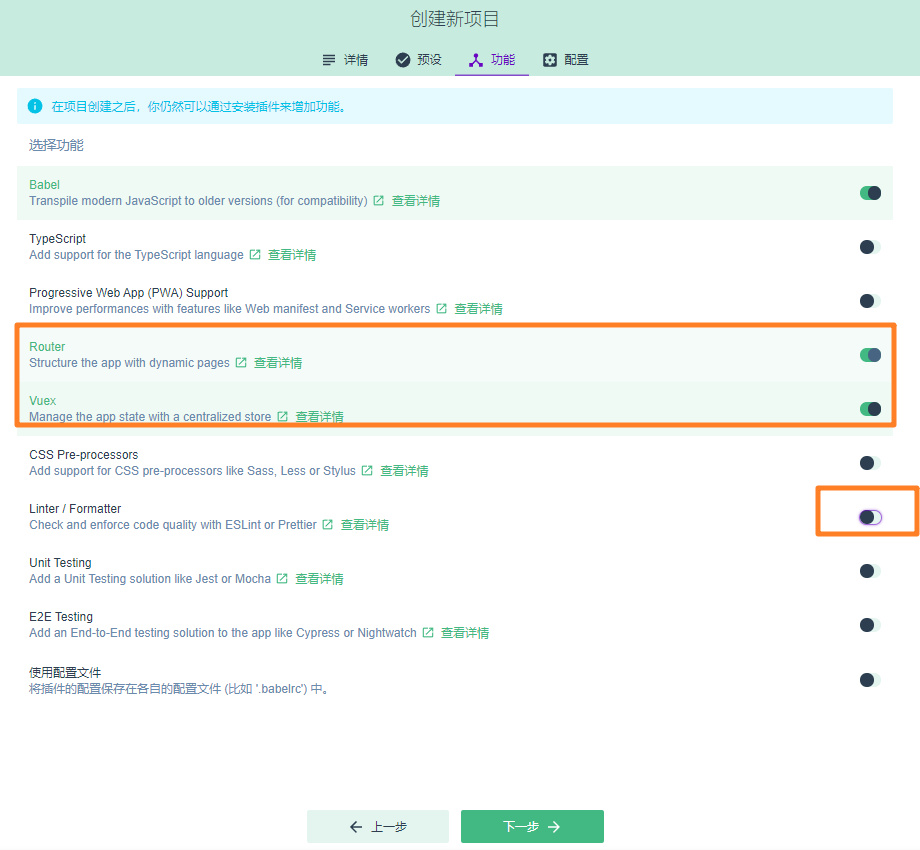 创建新项目
详情 预设 功能 配置
在项目创建之后，你仍然可以通过安装插件来增加功能。
选择功能
Babel
Transpile modern JavaScript to older versions (for compatibility) 查看详情
TypeScript
Add support for the TypeScript language 查看详情
Progressive Web App (PWA) Support
Improve performances with features like Web manifest and Service workers 查看详情
Router
Structure the app with dynamic pages 查看详情
Vuex
Manage the app state with a centralized store 查看详情
CSS Pre-processors
Add support for CSS pre-processors like Sass, Less or Stylus 查看详情
Linter / Formatter
Check and enforce code quality with ESLint or Prettier 查看详情
Unit Testing
Add a Unit Testing solution like Jest or Mocha 查看详情
E2E Testing
Add an End-to-End testing solution to the app like Cypress or Nightwatch 查看详情
使用配置文件
将插件的配置保存在各自的配置文件 (比如 '.babelrc') 中。
上一步 下一步